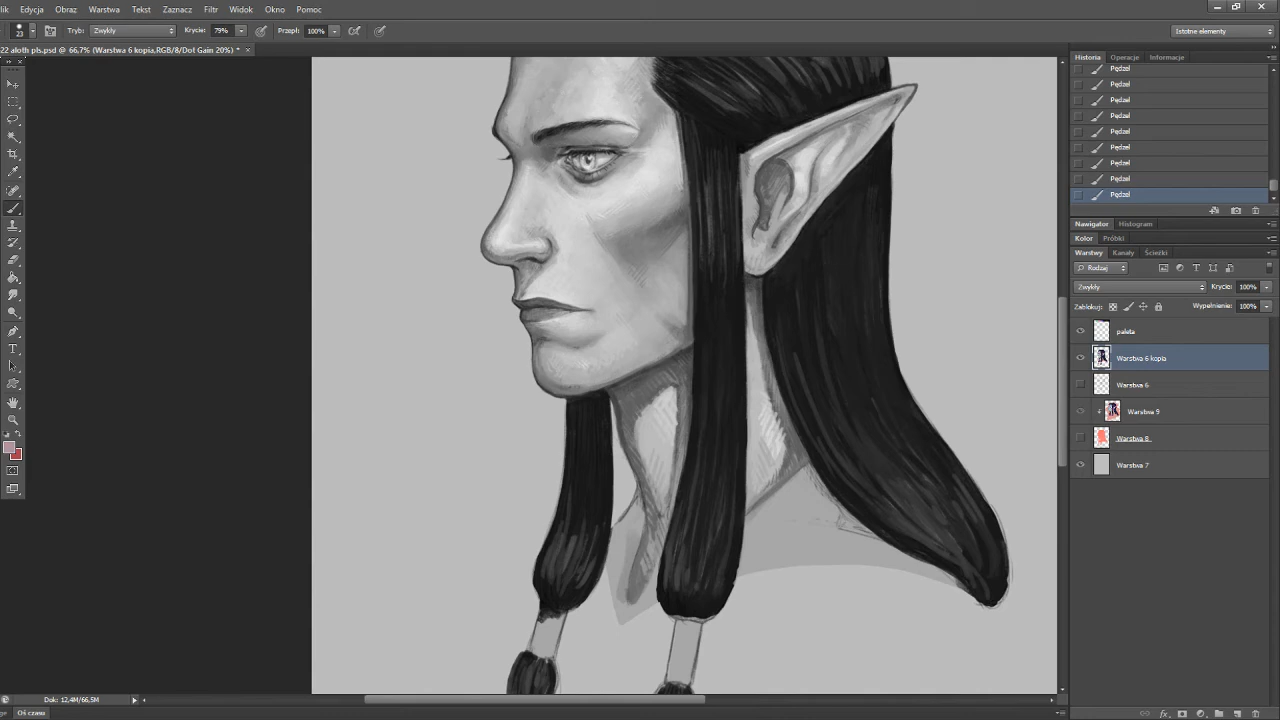 lik Edycja Obraz Warstwa Tekst Zaznacz Filtr Widok Okno Pomoc
23 Tryb: Zwykły Krycie: 79% Przepł: 100% Istotne elementy
22 aloth pls.psd @ 66,7% (Warstwa 6 kopia,RGB/8/Dot Gain 20%) *
Historia Operacje Informacje
Pędzel
Pędzel
Pędzel
Pędzel
Pędzel
Pędzel
Pędzel
Pędzel
Pędzel
Nawigator Histogram
Kolor Próbki
Warstwy Kanały Ścieżki
Rodzaj
Zwykły Krycie: 100%
Zablokuj: Wypełnienie: 100%
paleta
Warstwa 6 kopia
Warstwa 6
Warstwa 9
Warstwa 8
Warstwa 7
Dok: 12,4M/66,5M
Oś czasu